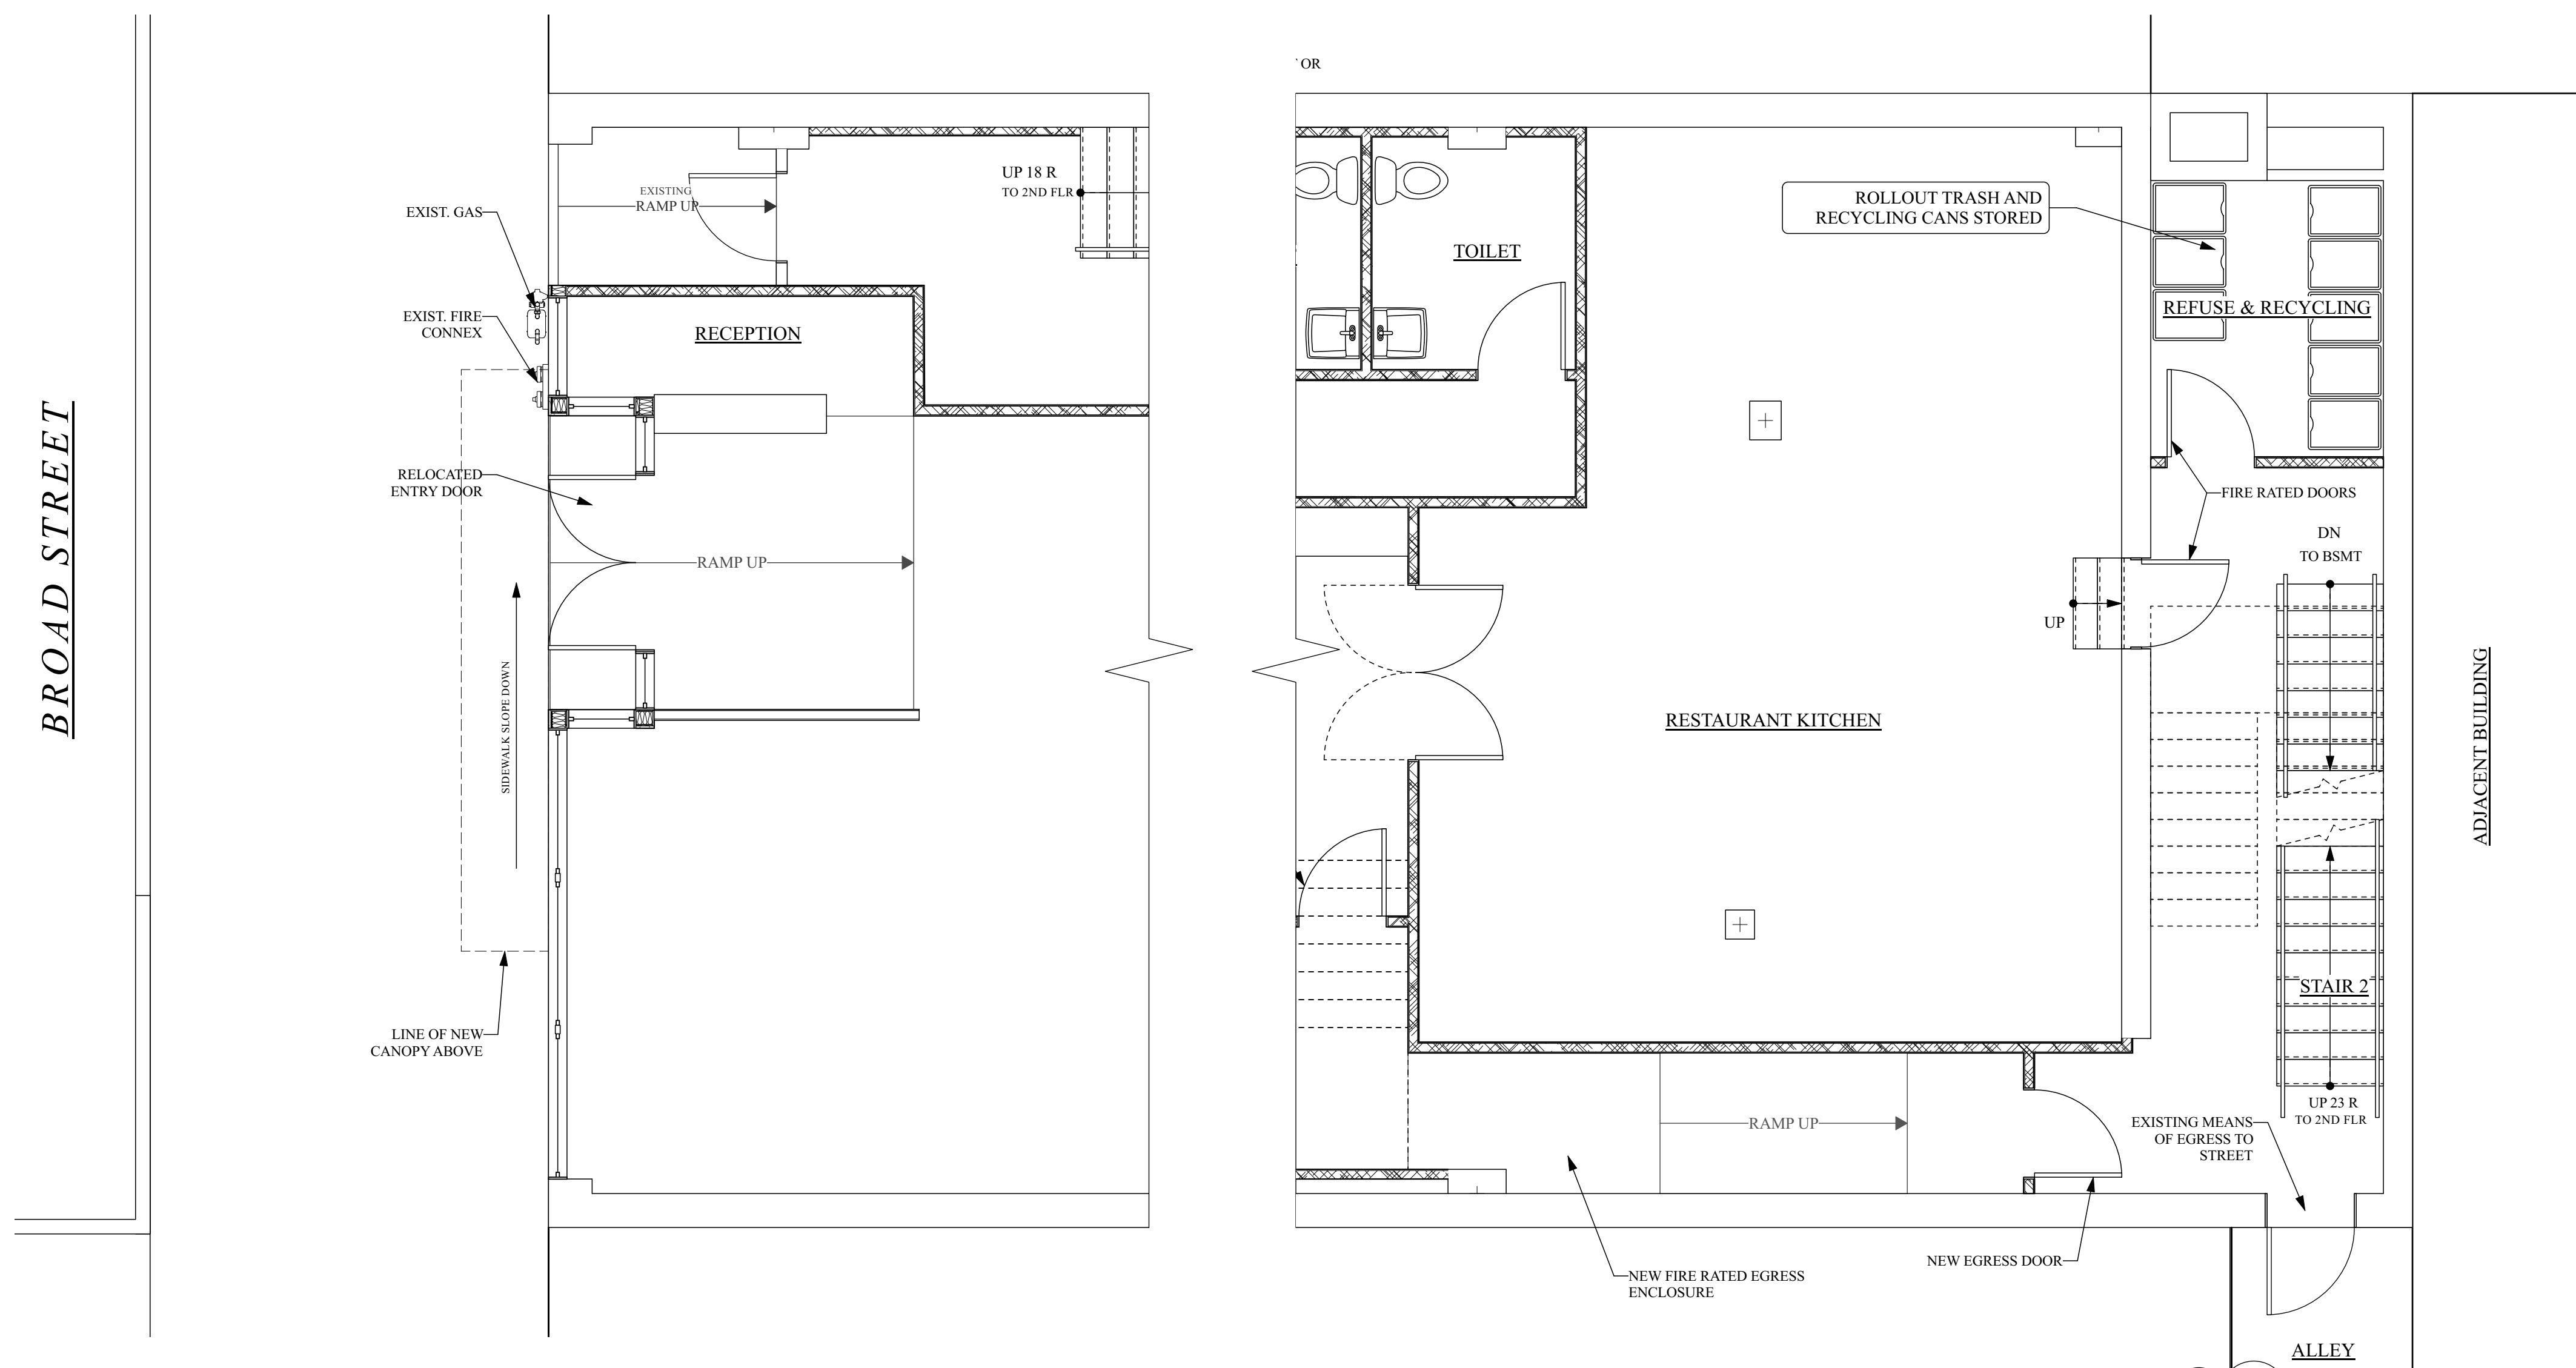 OR
BROAD STREET
EXIST. GAS
EXIST. FIRE
CONNEX
RELOCATED
ENTRY DOOR
SIDEWALK SLOPE DOWN
LINE OF NEW
CANOPY ABOVE
EXISTING
RAMP UP
UP 18 R
TO 2ND FLR
RECEPTION
RAMP UP
TOILET
ROLLOUT TRASH AND
RECYCLING CANS STORED
REFUSE & RECYCLING
FIRE RATED DOORS
DN
TO BSMT
UP
RESTAURANT KITCHEN
ADJACENT BUILDING
STAIR 2
UP 23 R
TO 2ND FLR
EXISTING MEANS
OF EGRESS TO
STREET
RAMP UP
NEW EGRESS DOOR
NEW FIRE RATED EGRESS
ENCLOSURE
ALLEY